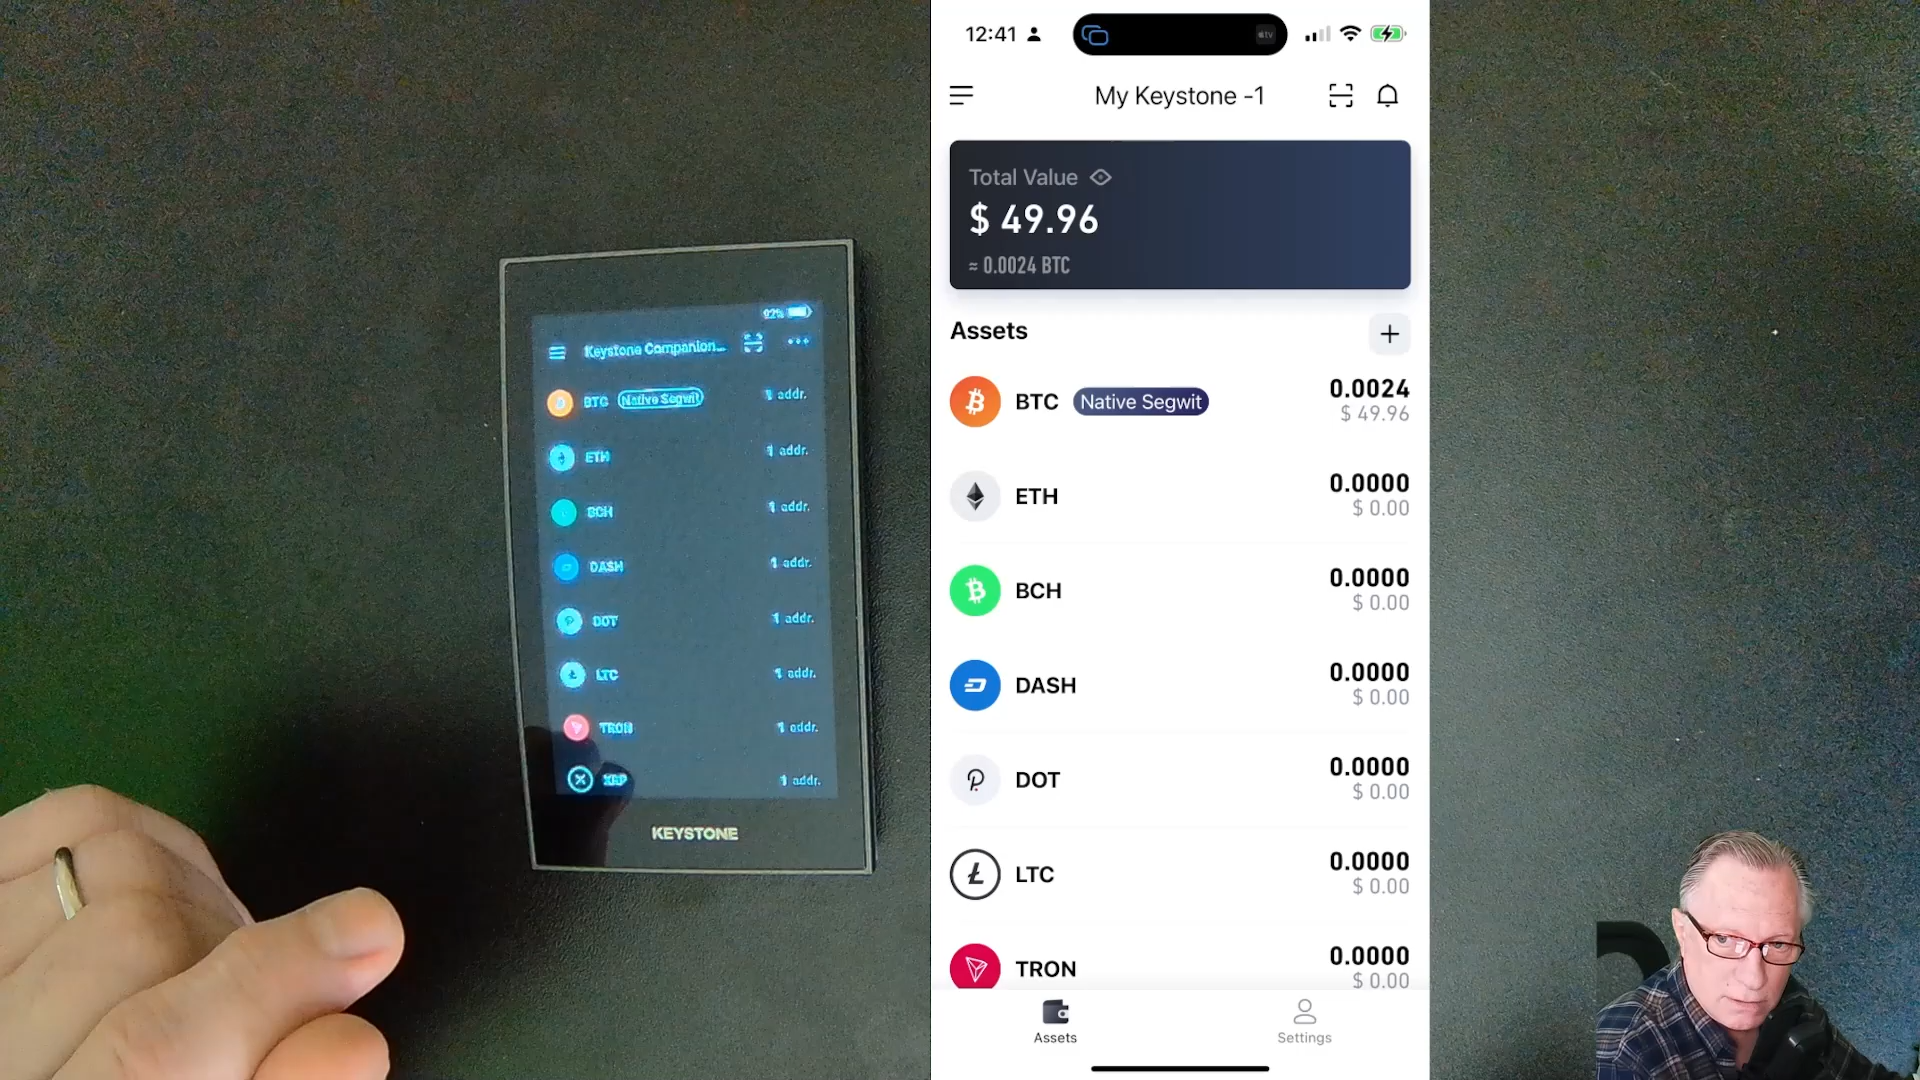 92%
Keystone Companion...
BTC Native Segwit 1 addr.
ETH 1 addr.
BCH 1 addr.
DASH 1 addr.
DOT 1 addr.
LTC 1 addr.
TRON 1 addr.
XRP 1 addr.
KEYSTONE
12:41
tv
My Keystone -1
Total Value
$ 49.96
≈ 0.0024 BTC
Assets
BTC Native Segwit 0.0024
$ 49.96
ETH 0.0000
$ 0.00
BCH 0.0000
$ 0.00
DASH 0.0000
$ 0.00
DOT 0.0000
$ 0.00
LTC 0.0000
$ 0.00
TRON 0.0000
$ 0.00
Assets Settings